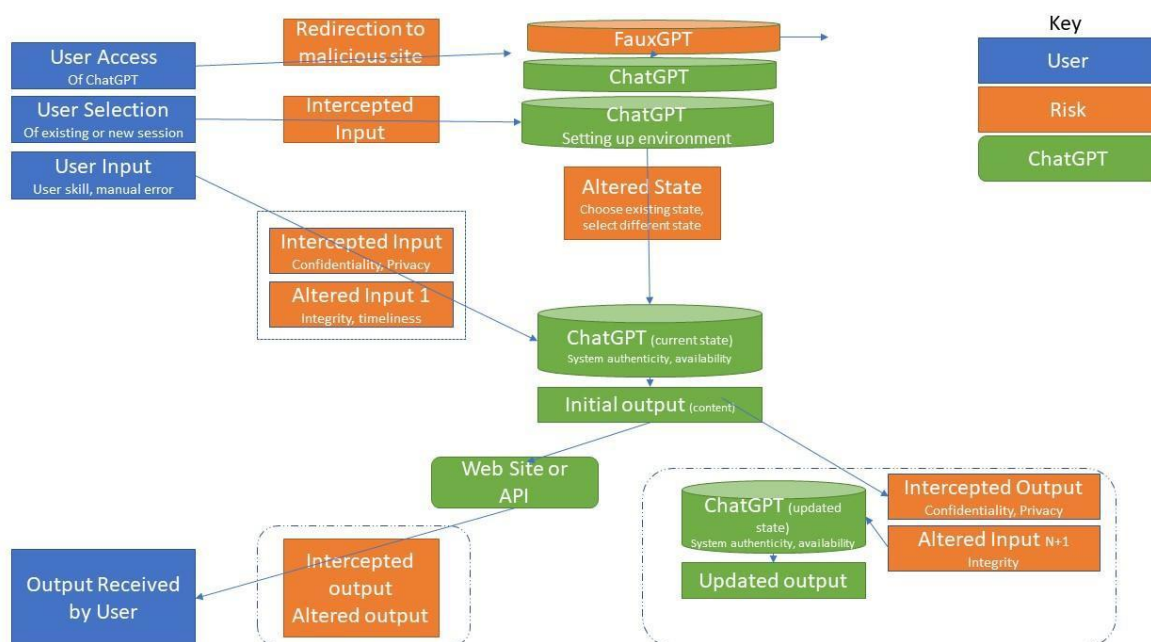 Key
User
Risk
ChatGPT
User Access
Of ChatGPT
Redirection to
malicious site
FauxGPT
ChatGPT
User Selection
Of existing or new session
Intercepted
Input
ChatGPT
Setting up environment
User Input
User skill, manual error
Altered State
Choose existing state,
select different state
Intercepted Input
Confidentiality, Privacy
Altered Input 1
Integrity, timeliness
ChatGPT (current state)
System authenticity, availability
Initial output (content)
Web Site or
API
Intercepted Output
Confidentiality, Privacy
Altered Input N+1
Integrity
ChatGPT (updated
state)
System authenticity, availability
Updated output
Output Received
by User
Intercepted
output
Altered output